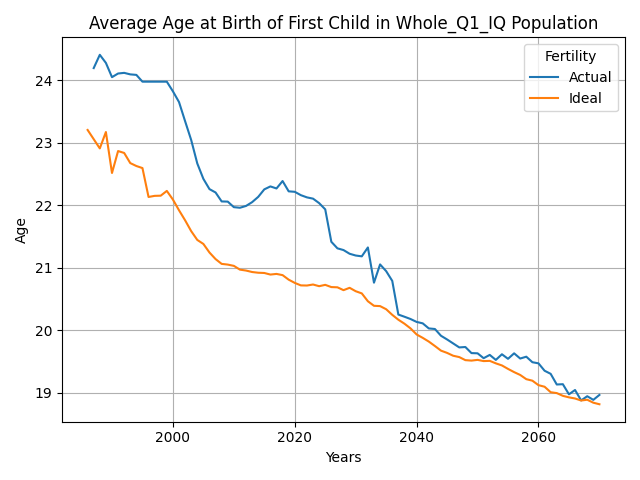 Average Age at Birth of First Child in Whole_Q1_IQ Population
Fertility
Actual
Ideal
Age
24
23
22
21
20
19
2000
2020
2040
2060
Years